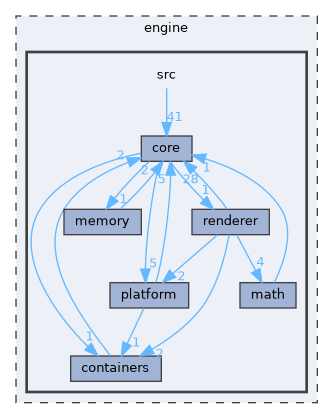 engine
src
41
core
2
2
5
28
1
1
1
memory
renderer
5
2
4
platform
math
1
1
2
containers